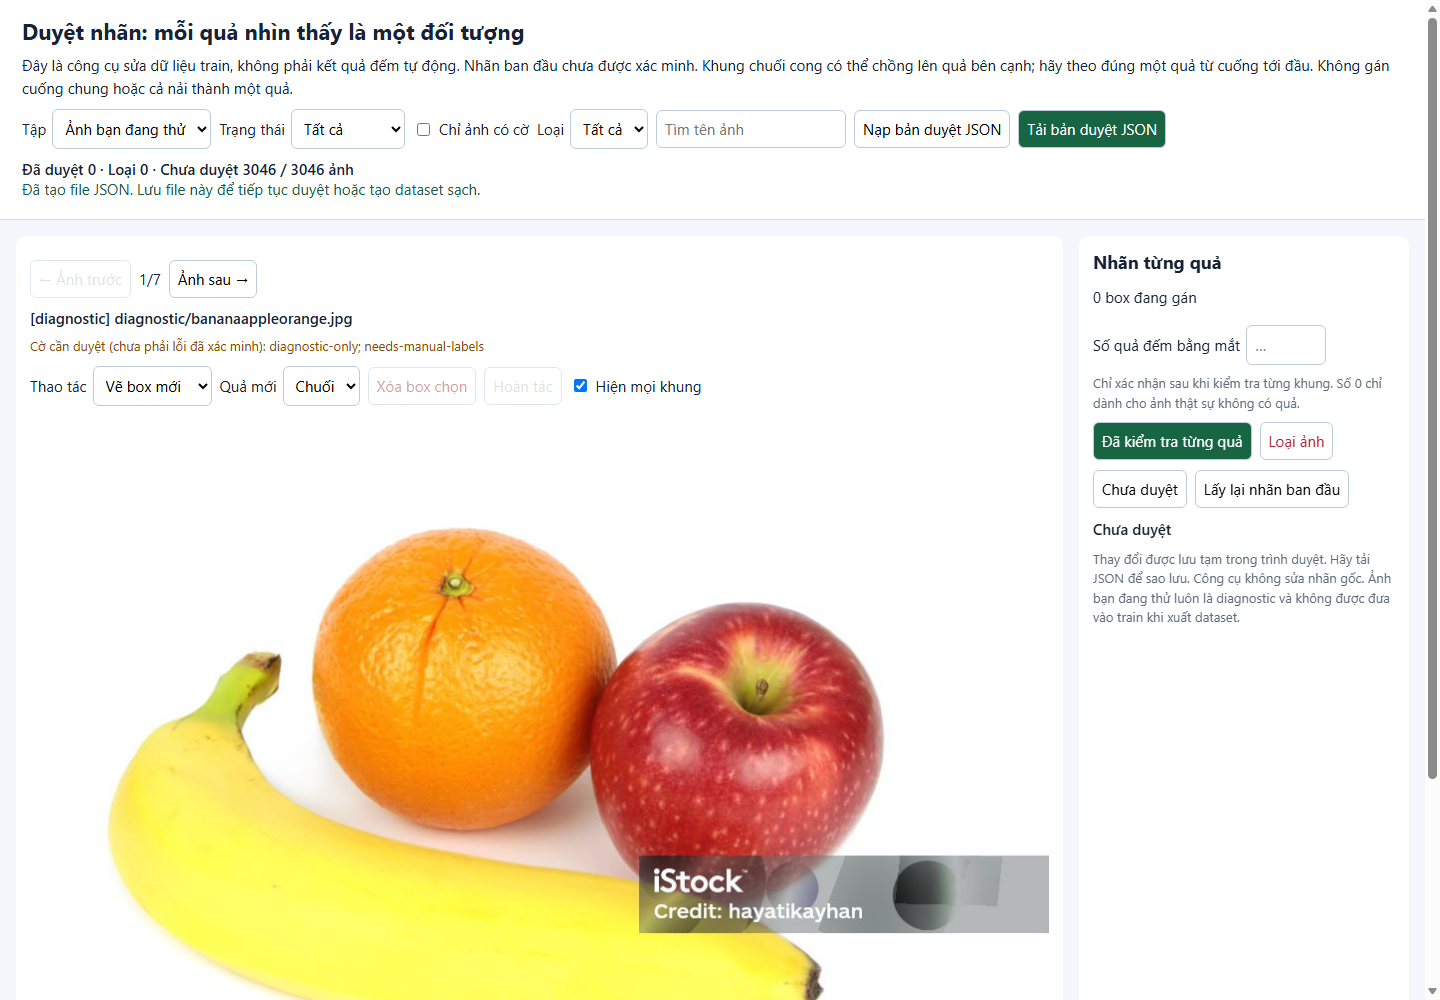 Duyệt nhãn: mỗi quả nhìn thấy là một đối tượng
Đây là công cụ sửa dữ liệu train, không phải kết quả đếm tự động. Nhãn ban đầu chưa được xác minh. Khung chuối cong có thể chồng lên quả bên cạnh; hãy theo đúng một quả từ cuống tới đầu. Không gán
cuống chung hoặc cả nải thành một quả.
Tập Ảnh bạn đang thử Trạng thái Tất cả Chỉ ảnh có cờ Loại Tất cả Tìm tên ảnh Nạp bản duyệt JSON Tải bản duyệt JSON
Đã duyệt 0 · Loại 0 · Chưa duyệt 3046 / 3046 ảnh
Đã tạo file JSON. Lưu file này để tiếp tục duyệt hoặc tạo dataset sạch.
← Ảnh trước 1/7 Ảnh sau →
[diagnostic] diagnostic/bananaappleorange.jpg
Cờ cần duyệt (chưa phải lỗi đã xác minh): diagnostic-only; needs-manual-labels
Thao tác Vẽ box mới Quả mới Chuối Xóa box chọn Hoàn tác Hiện mọi khung
iStock
Credit: hayatikayhan
Nhãn từng quả
0 box đang gán
Số quả đếm bằng mắt ...
Chỉ xác nhận sau khi kiểm tra từng khung. Số 0 chỉ
dành cho ảnh thật sự không có quả.
Đã kiểm tra từng quả Loại ảnh
Chưa duyệt Lấy lại nhãn ban đầu
Chưa duyệt
Thay đổi được lưu tạm trong trình duyệt. Hãy tải
JSON để sao lưu. Công cụ không sửa nhãn gốc. Ảnh
bạn đang thử luôn là diagnostic và không được đưa
vào train khi xuất dataset.